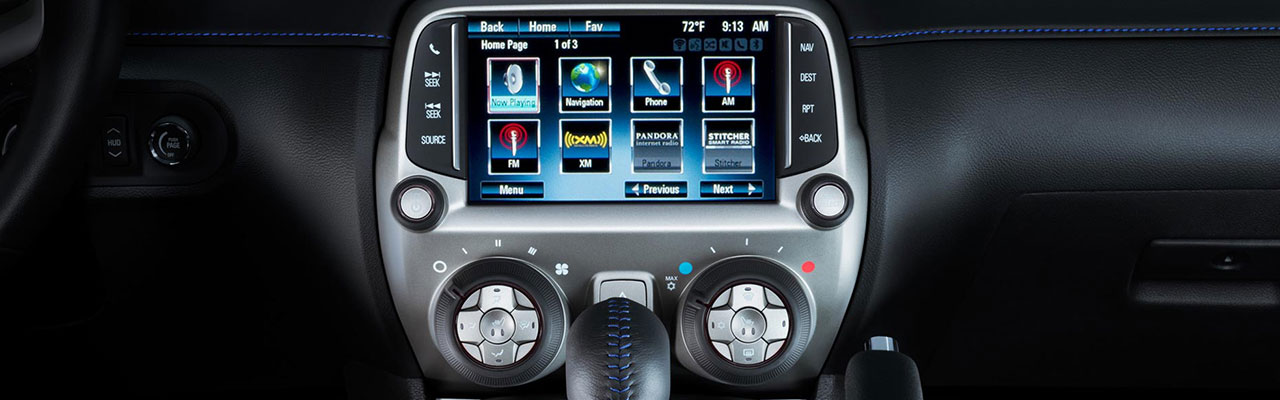 Back Home Fav 72°F 9:13 AM
Home Page 1 of 3
Now Playing
Navigation
Phone
AM
FM
XM
XM
PANDORA
internet radio
Pandora
STITCHER
SMART RADIO
Stitcher
Menu Previous Next
SEEK
SEEK
SOURCE
NAV
DEST
RPT
BACK
HUD
PUSH
PAGE
OFF
MAX